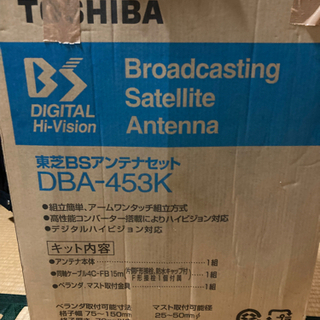 TOSHIBA
BS
DIGITAL
Hi-Vision
Broadcasting
Satellite
Antenna
東芝BSアンテナセット
DBA-453K
●組立簡単、アームワンタッチ組立方式
●高性能コンバーター搭載によりハイビジョン対応
●デジタルハイビジョン対応
キット内容
●アンテナ本体 1組
●同軸ケーブル4C-FB 15m 1組
●ベランダ、マスト取付金具 1組
ベランダ取付可能寸法 マスト取付可能径
格子幅 75~150mm 25~50mm